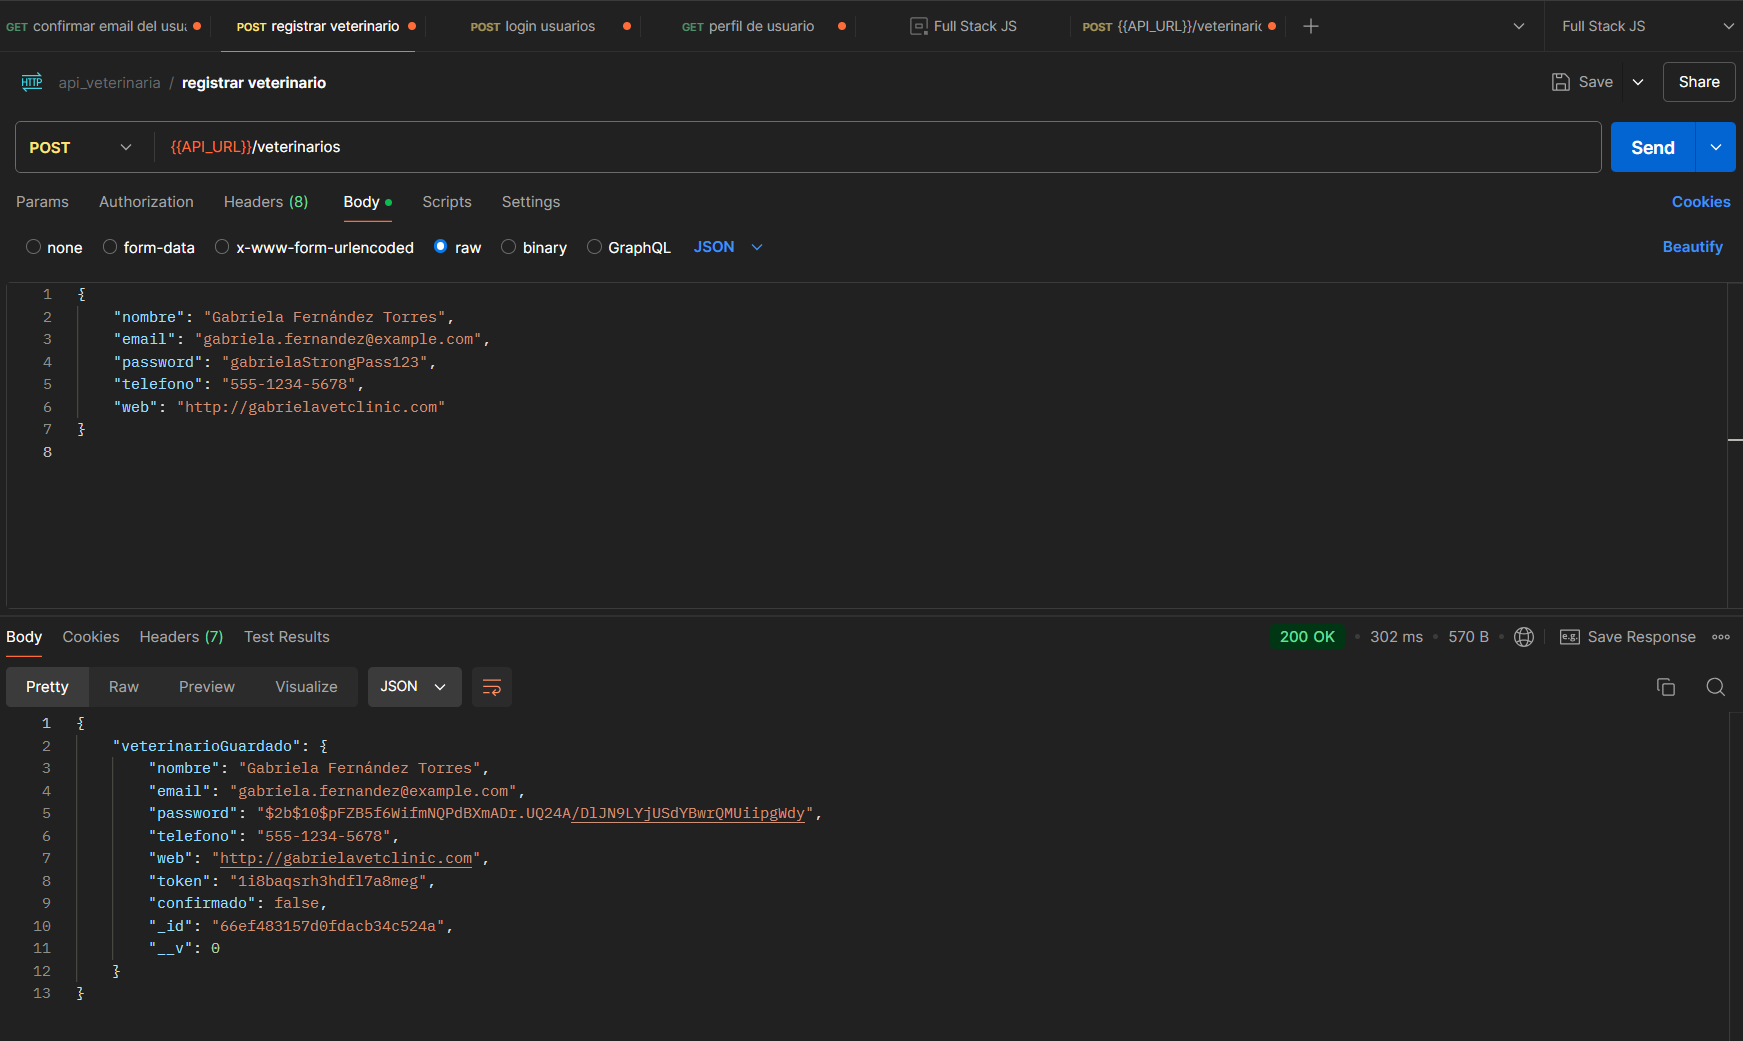 GET confirmar email del usu POST registrar veterinario POST login usuarios GET perfil de usuario Full Stack JS POST {{API_URL}}/veterinario Full Stack JS
HTTP api_veterinaria / registrar veterinario Save Share
POST {{API_URL}}/veterinarios Send
Params Authorization Headers (8) Body Scripts Settings Cookies
none form-data x-www-form-urlencoded raw binary GraphQL JSON Beautify
1 {
2 "nombre": "Gabriela Fernández Torres",
3 "email": "gabriela.fernandez@example.com",
4 "password": "gabrielaStrongPass123",
5 "telefono": "555-1234-5678",
6 "web": "http://gabrielavetclinic.com"
7 }
8
Body Cookies Headers (7) Test Results 200 OK • 302 ms • 570 B • e.g. Save Response
Pretty Raw Preview Visualize JSON
1 {
2 "veterinarioGuardado": {
3 "nombre": "Gabriela Fernández Torres",
4 "email": "gabriela.fernandez@example.com",
5 "password": "$2b$10$pFZB5f6WifmNQPdBXmADr.UQ24A/DlJN9LYjUSdYBwrQMUiipgWdy",
6 "telefono": "555-1234-5678",
7 "web": "http://gabrielavetclinic.com",
8 "token": "1i8baqsrh3hdfl7a8meg",
9 "confirmado": false,
10 "_id": "66ef483157d0fdacb34c524a",
11 "__v": 0
12 }
13 }